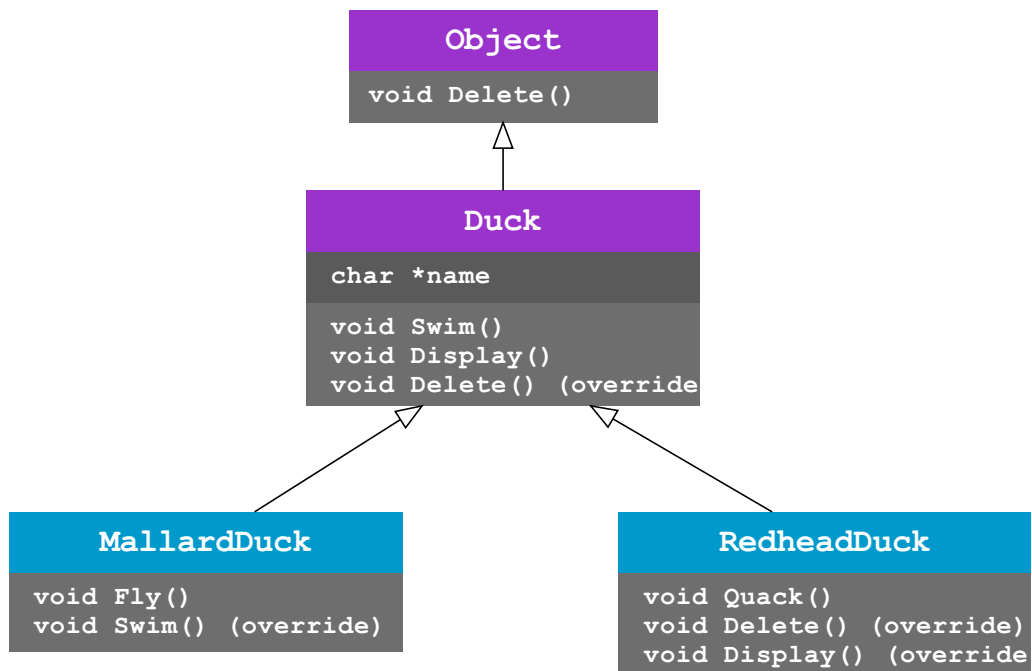 Object
void Delete()
Duck
char *name
void Swim()
void Display()
void Delete() (override
MallardDuck
void Fly()
void Swim() (override)
RedheadDuck
void Quack()
void Delete() (override)
void Display() (override